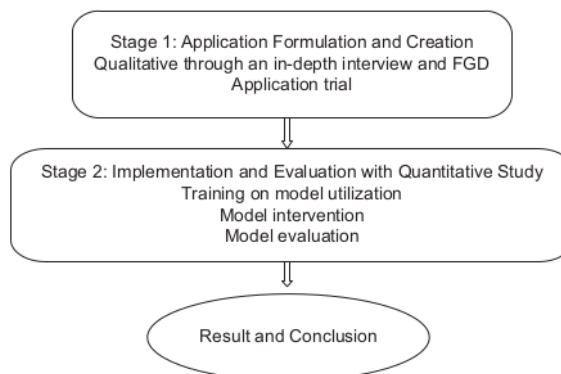 Stage 1: Application Formulation and Creation
Qualitative through an in-depth interview and FGD
Application trial
Stage 2: Implementation and Evaluation with Quantitative Study
Training on model utilization
Model intervention
Model evaluation
Result and Conclusion